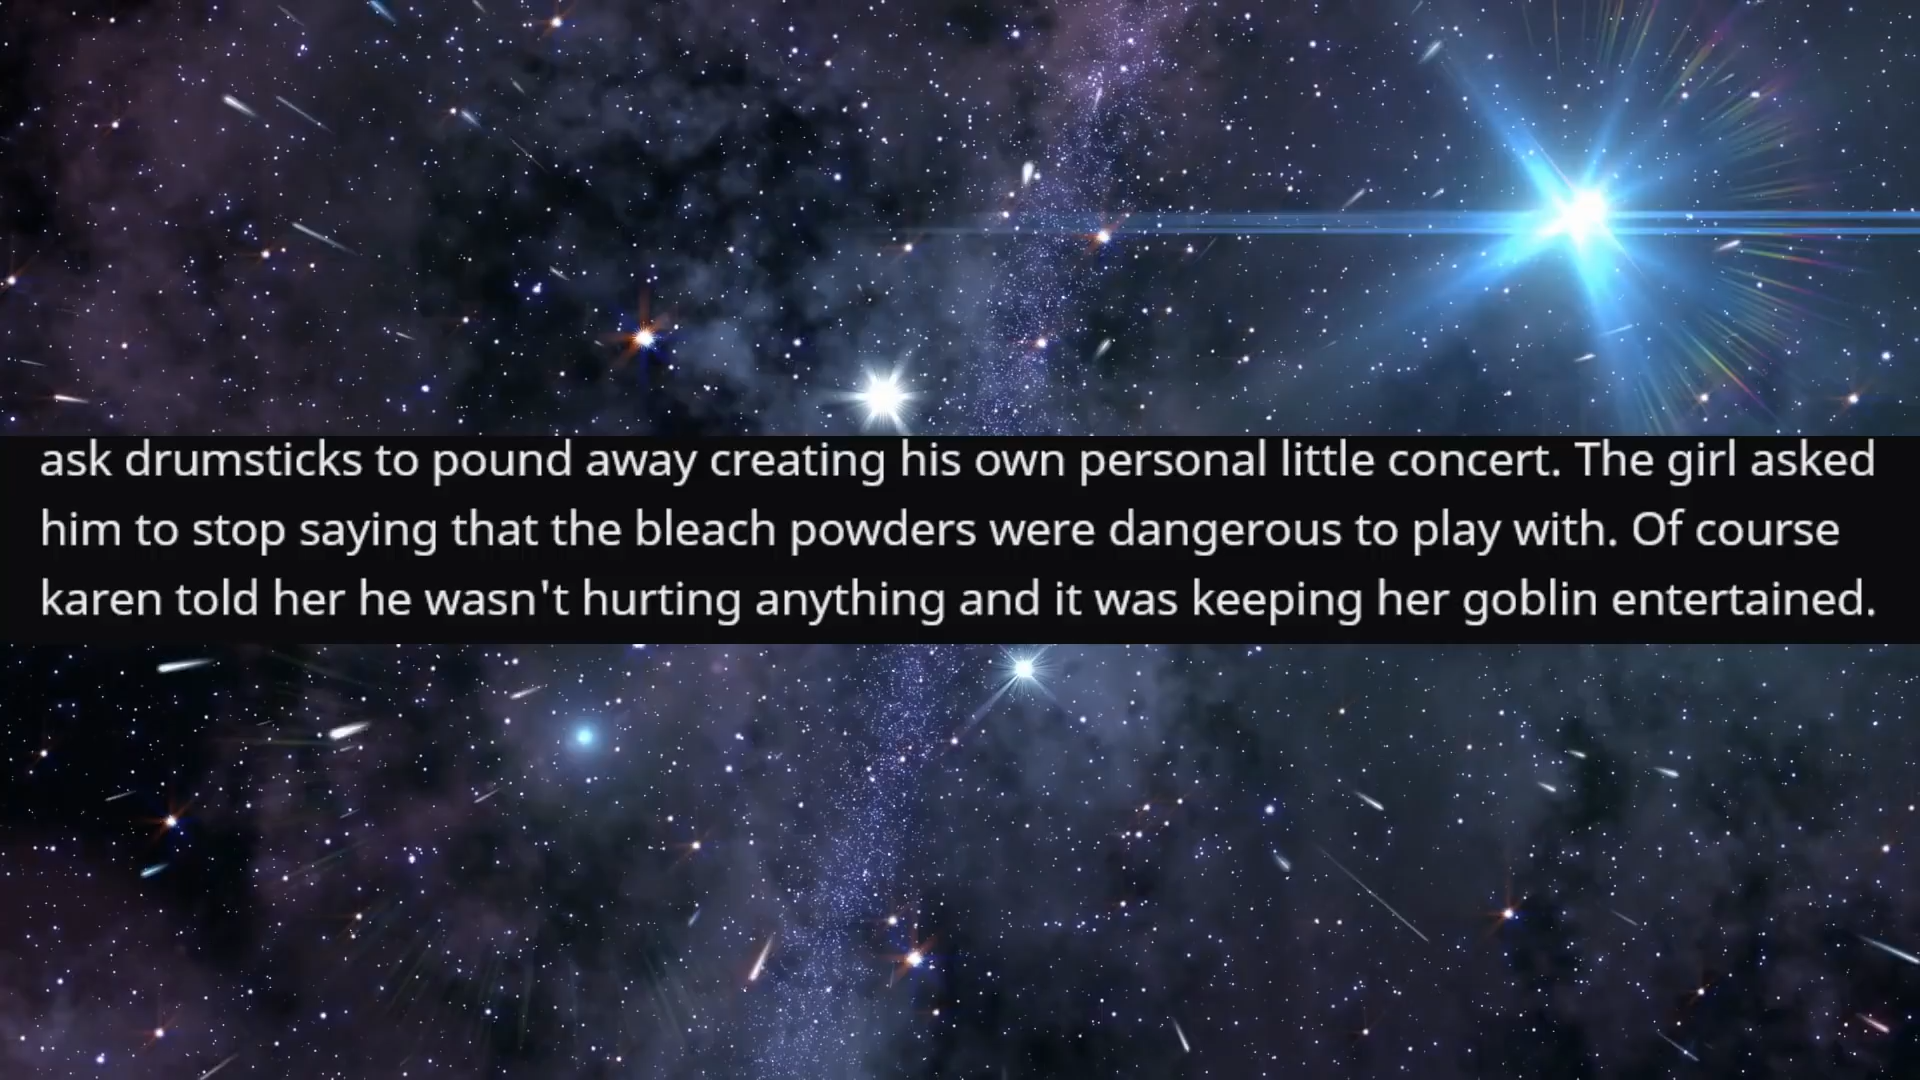 ask drumsticks to pound away creating his own personal little concert. The girl asked
him to stop saying that the bleach powders were dangerous to play with. Of course
karen told her he wasn't hurting anything and it was keeping her goblin entertained.